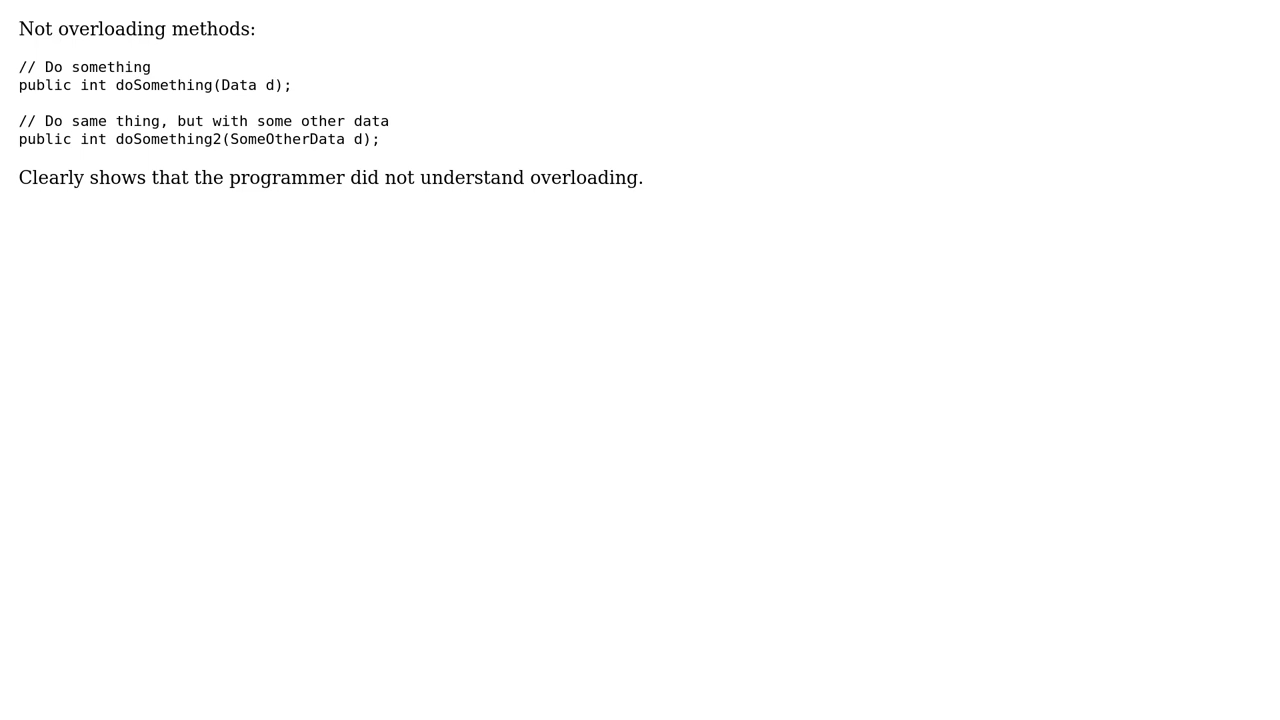 Not overloading methods:
// Do something
public int doSomething(Data d);
// Do same thing, but with some other data
public int doSomething2(SomeOtherData d);
Clearly shows that the programmer did not understand overloading.